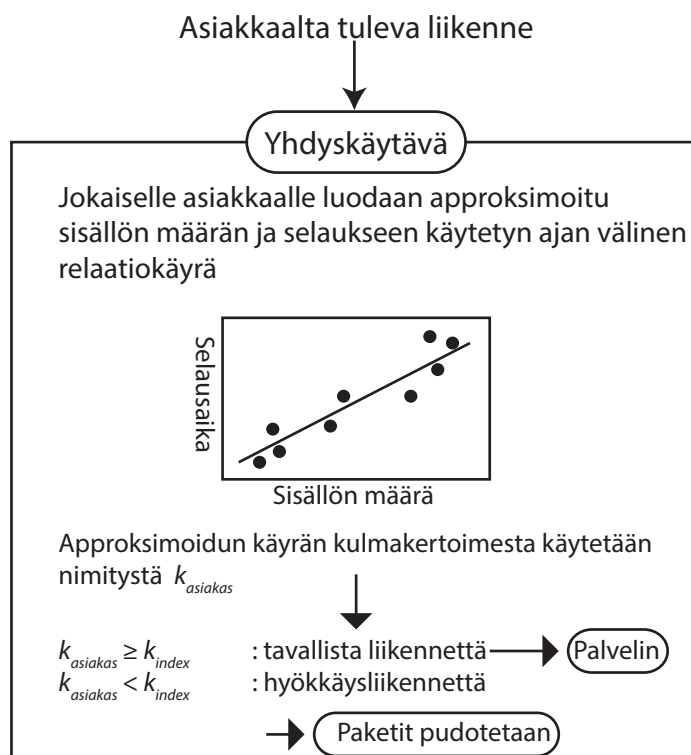 Asiakkaalta tuleva liikenne
Yhdyskäytävä
Jokaiselle asiakkaalle luodaan approksimoitu
sisällön määrän ja selaukseen käytetyn ajan välinen
relaatiokäyrä
Selausaika
Sisällön määrä
Approksimoidun käyrän kulmakertoimesta käytetään
nimitystä k_asiakas
k_asiakas ≥ k_index : tavallista liikennettä Palvelin
k_asiakas < k_index : hyökkäysliikennettä
Paketit pudotetaan